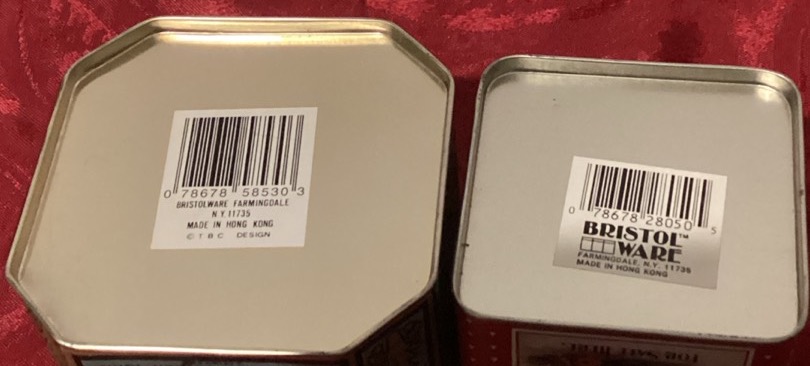 0 78678 58530 3
BRISTOLWARE FARMINGDALE
N.Y. 11735
MADE IN HONG KONG
© T B C DESIGN
0 78678 28050 5
BRISTOL™
WARE
FARMINGDALE, N.Y. 11735
MADE IN HONG KONG